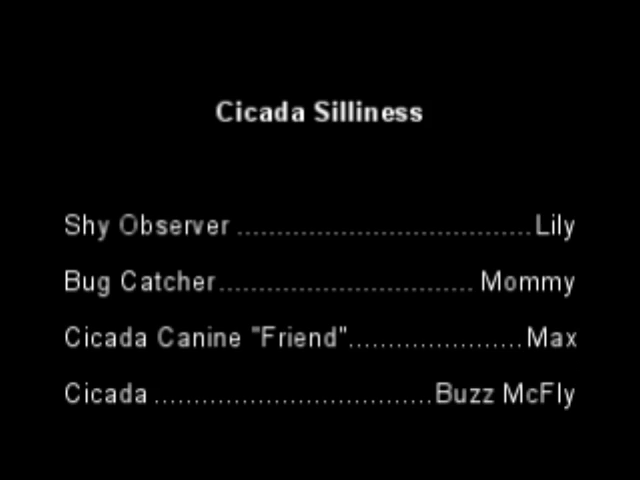 Cicada Silliness
Shy Observer ..................................... Lily
Bug Catcher................................ Mommy
Cicada Canine "Friend"...................... Max
Cicada ................................... Buzz McFly